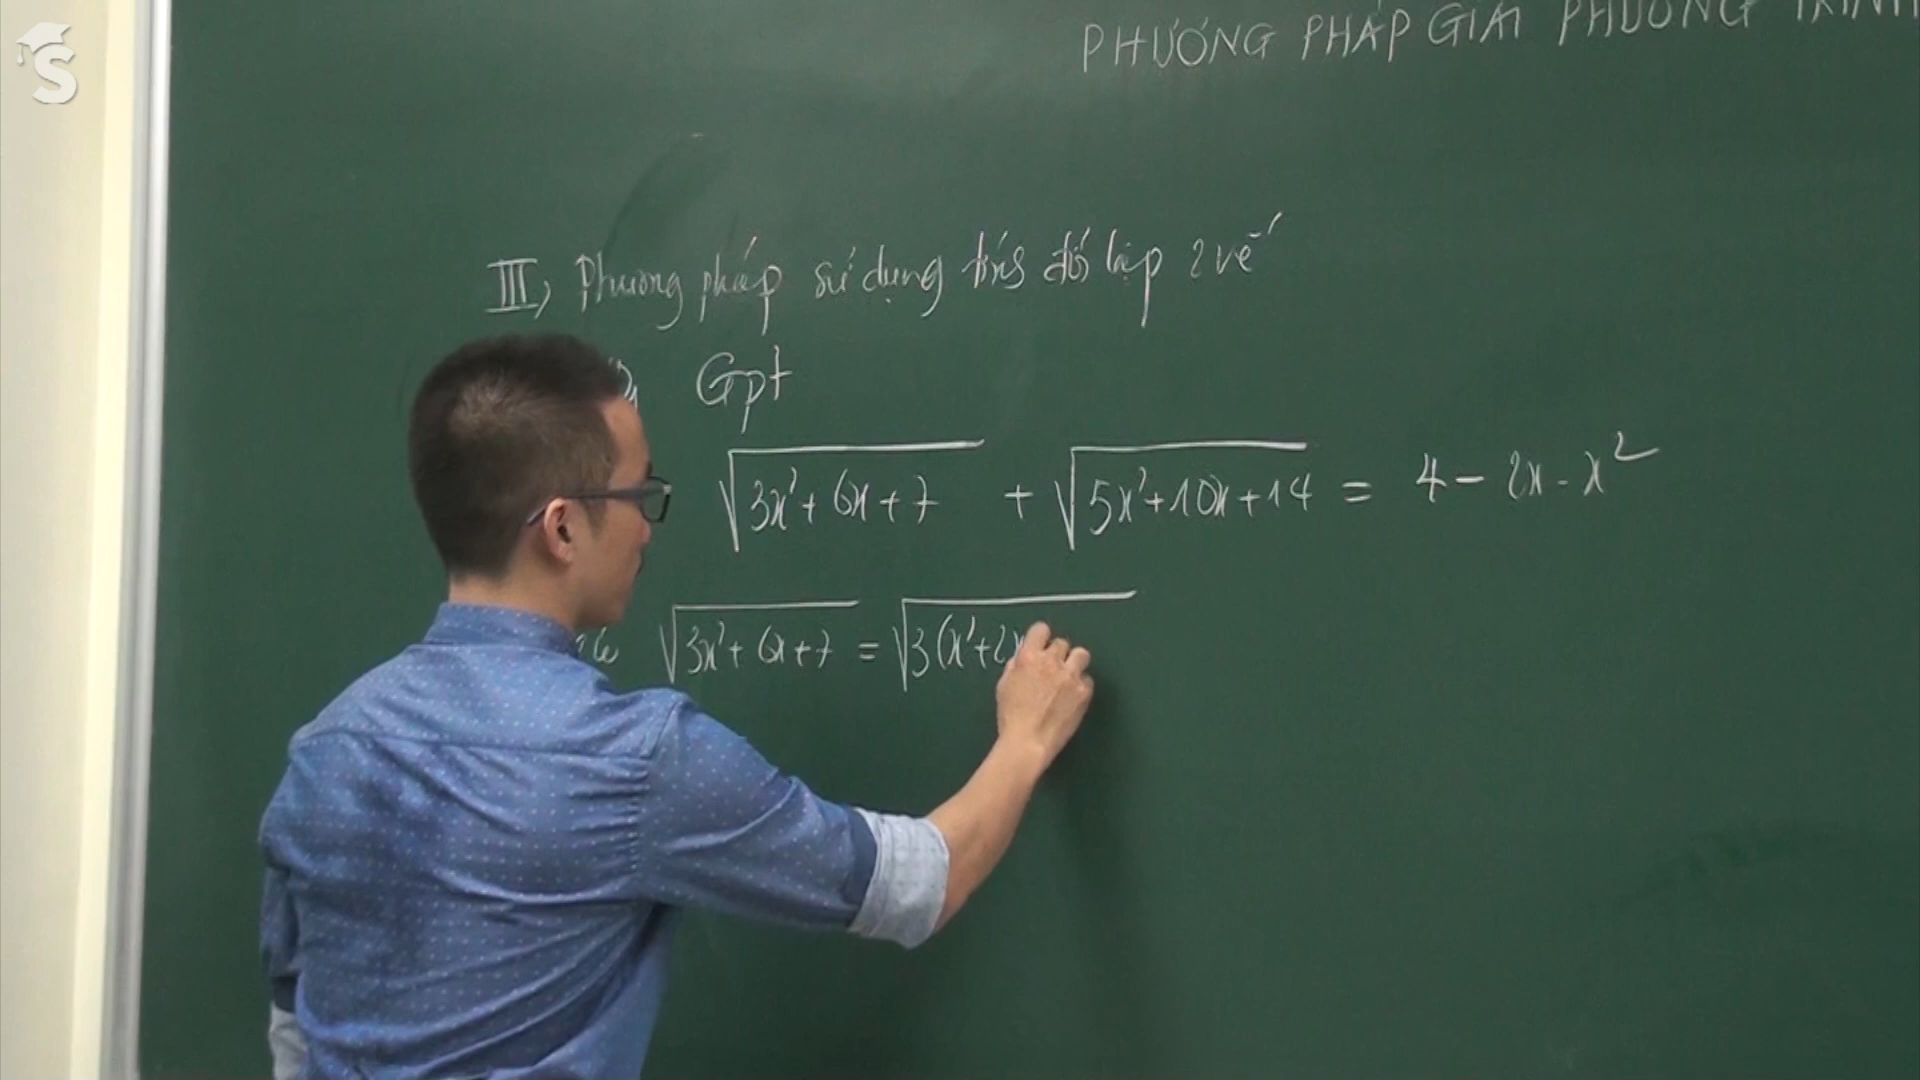 PHƯƠNG PHÁP GIẢI PHƯƠNG TRÌNH
III, Phương pháp sử dụng tính đối lập 2 vế
Gpt
√(3x²+6x+7) + √(5x²+10x+14) = 4 - 2x - x²
√(3x²+6x+7) = √(3(x²+2x
S